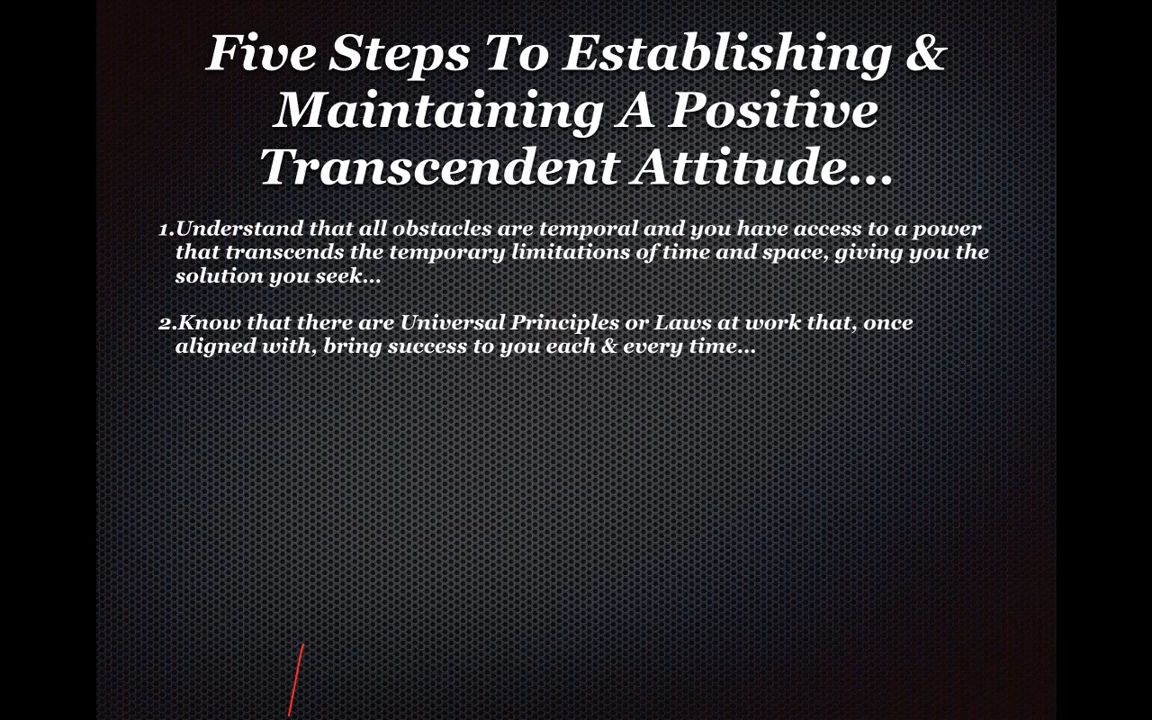 Five Steps To Establishing &
Maintaining A Positive
Transcendent Attitude...
1.Understand that all obstacles are temporal and you have access to a power
that transcends the temporary limitations of time and space, giving you the
solution you seek...
2.Know that there are Universal Principles or Laws at work that, once
aligned with, bring success to you each & every time...